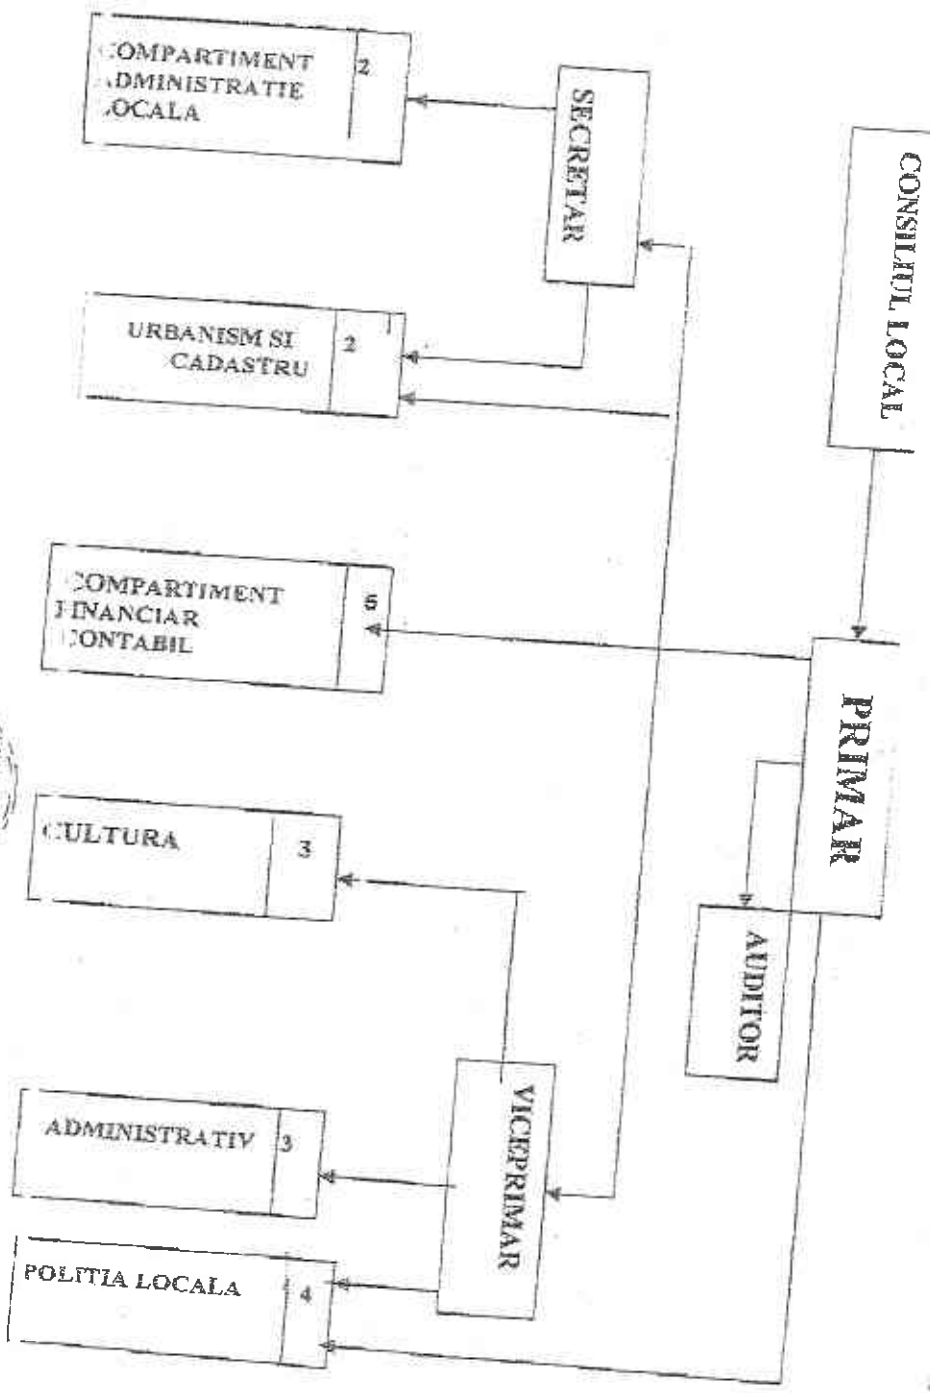 CONSILIUL LOCAL
PRIMAR
AUDITOR
SECRETAR
VICEPRIMAR
COMPARTIMENT
ADMINISTRATIE
LOCALA
2
URBANISM SI
CADASTRU
2
COMPARTIMENT
FINANCIAR
CONTABIL
5
CULTURA
3
ADMINISTRATIV
3
POLITIA LOCALA
4